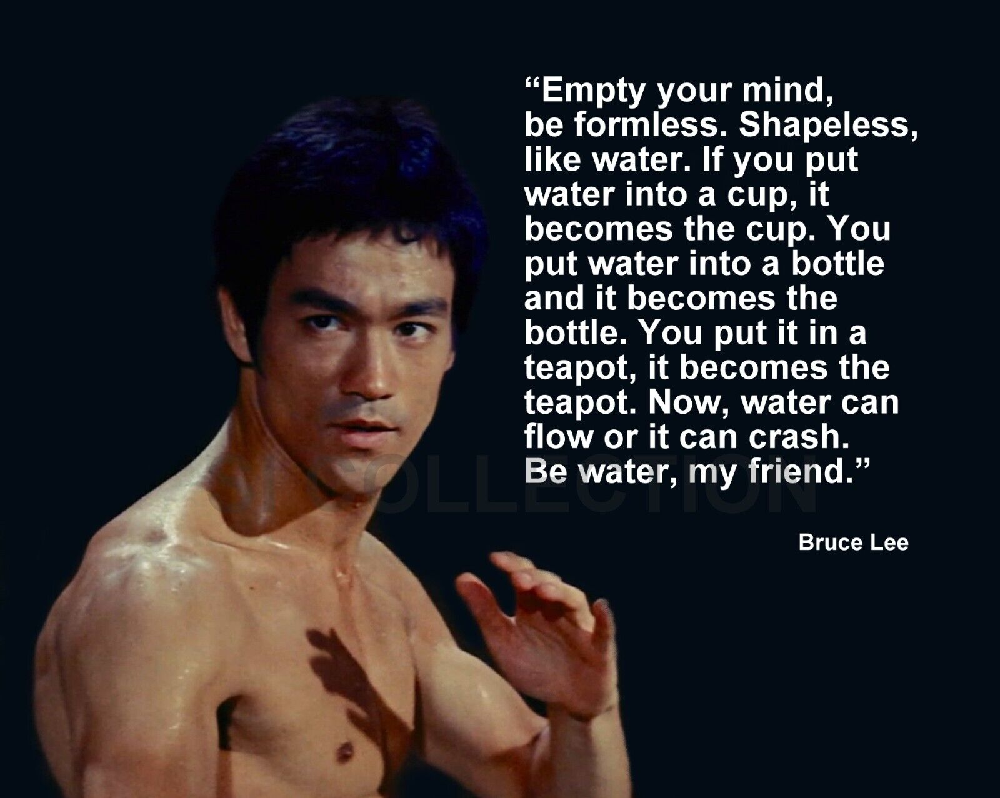 “Empty your mind,
be formless. Shapeless,
like water. If you put
water into a cup, it
becomes the cup. You
put water into a bottle
and it becomes the
bottle. You put it in a
teapot, it becomes the
teapot. Now, water can
flow or it can crash.
Be water, my friend.”
COLLECTION
Bruce Lee